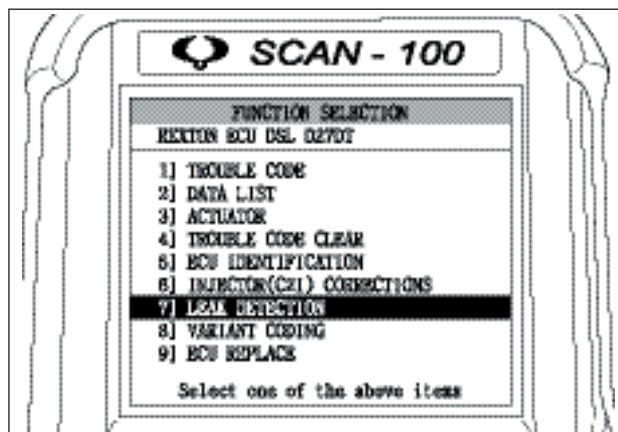 SCAN - 100
FUNCTION SELECTION
REXTON ECU DSL D27DT
1] TROUBLE CODE
2] DATA LIST
3] ACTUATOR
4] TROUBLE CODE CLEAR
5] ECU IDENTIFICATION
6] INJECTOR(C2I) CORRECTIONS
7] LEAK DETECTION
8] VARIANT CODING
9] ECU REPLACE
Select one of the above items